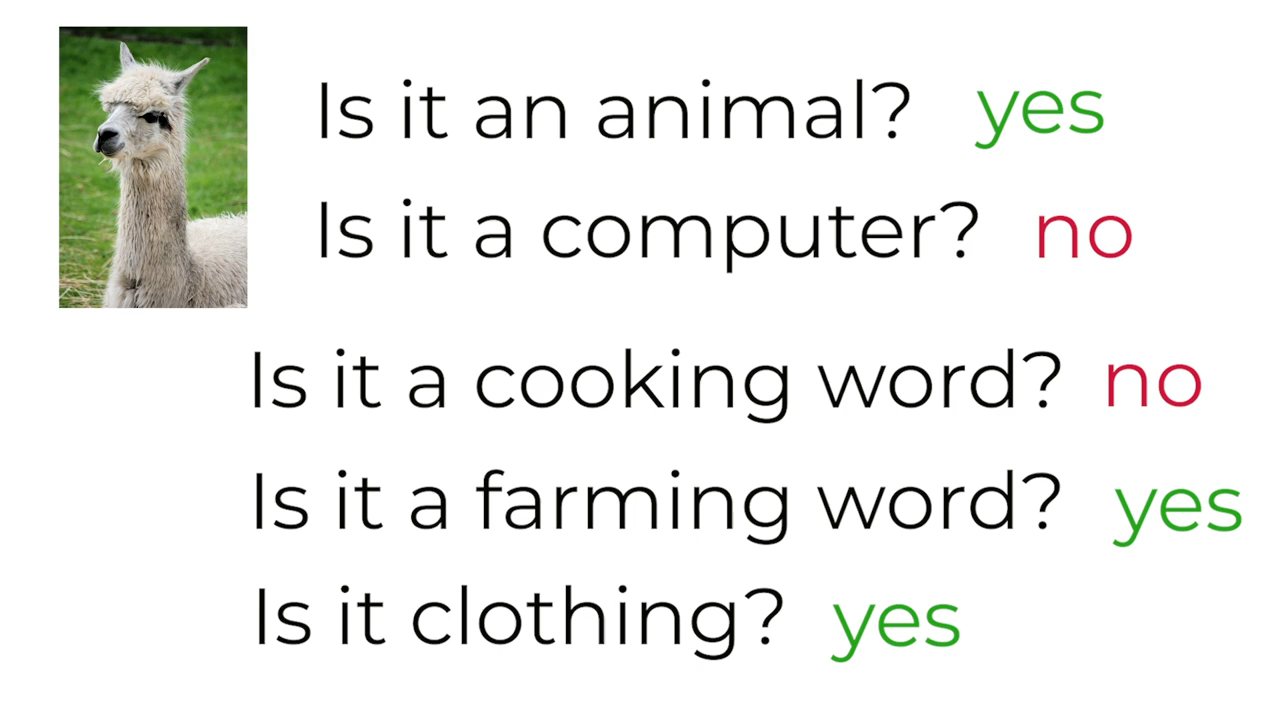 Is it an animal? yes
Is it a computer? no
Is it a cooking word? no
Is it a farming word? yes
Is it clothing? yes